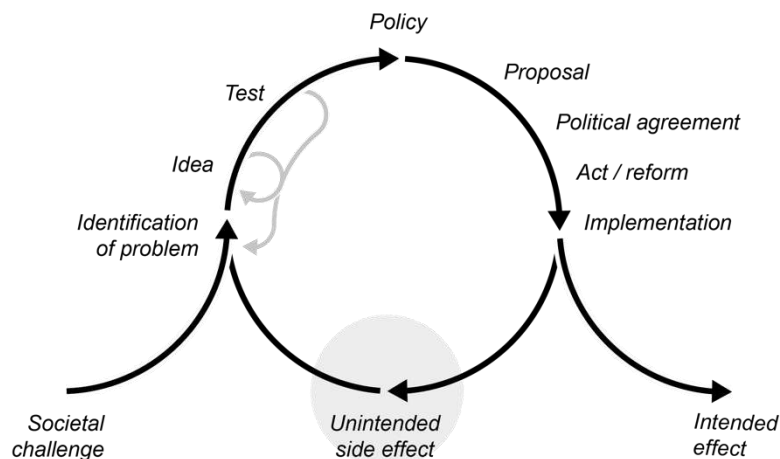 Policy
Proposal
Test
Political agreement
Idea
Act / reform
Identification
of problem
Implementation
Societal
challenge
Unintended
side effect
Intended
effect